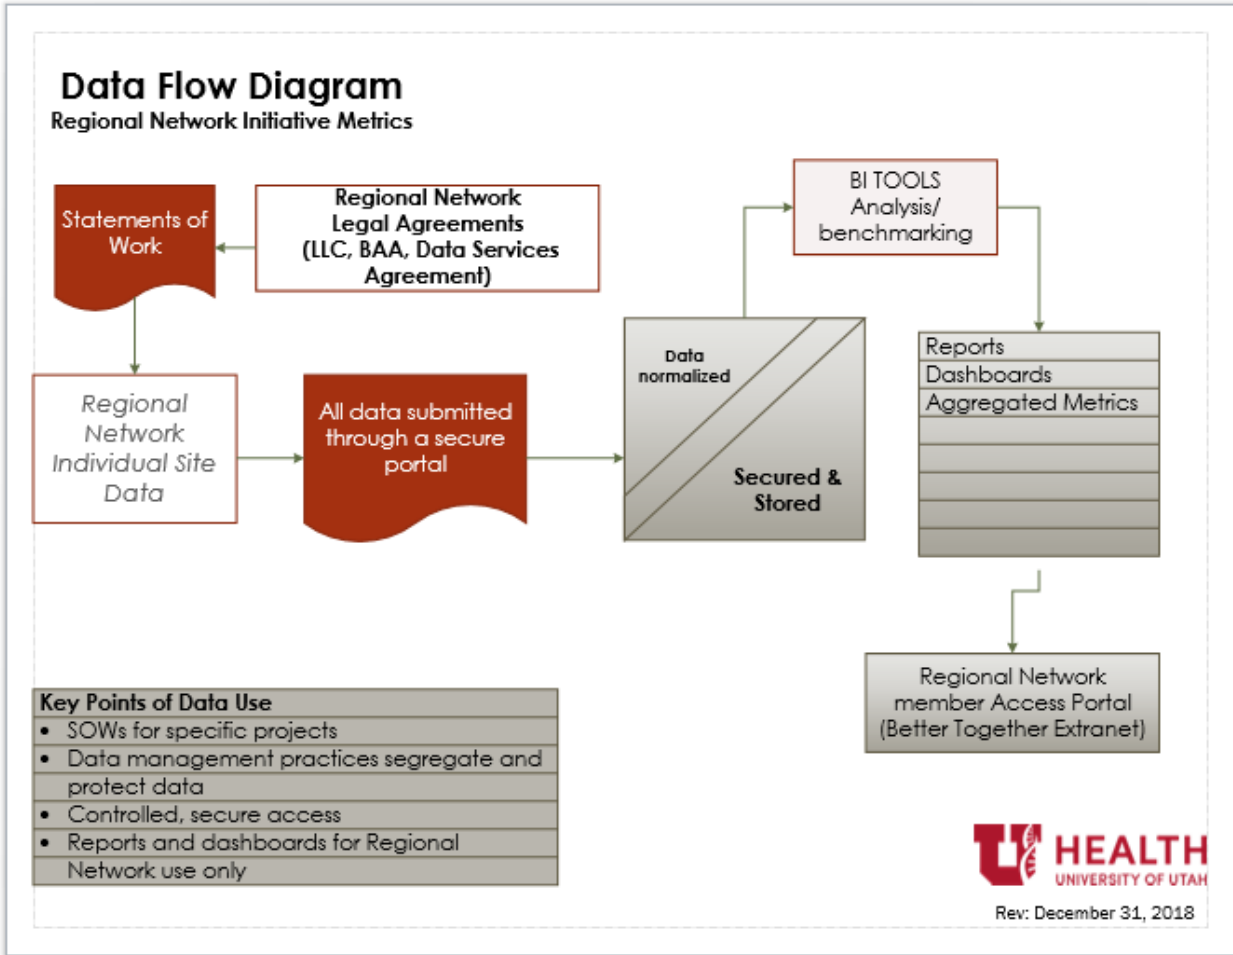 Data Flow Diagram
Regional Network Initiative Metrics
Statements of
Work
Regional Network
Legal Agreements
(LLC, BAA, Data Services
Agreement)
BI TOOLS
Analysis/
benchmarking
Regional
Network
Individual Site
Data
All data submitted
through a secure
portal
Data
normalized
Secured &
Stored
Reports
Dashboards
Aggregated Metrics
Regional Network
member Access Portal
(Better Together Extranet)
Key Points of Data Use
• SOWs for specific projects
• Data management practices segregate and
protect data
• Controlled, secure access
• Reports and dashboards for Regional
Network use only
U HEALTH
UNIVERSITY OF UTAH
Rev: December 31, 2018